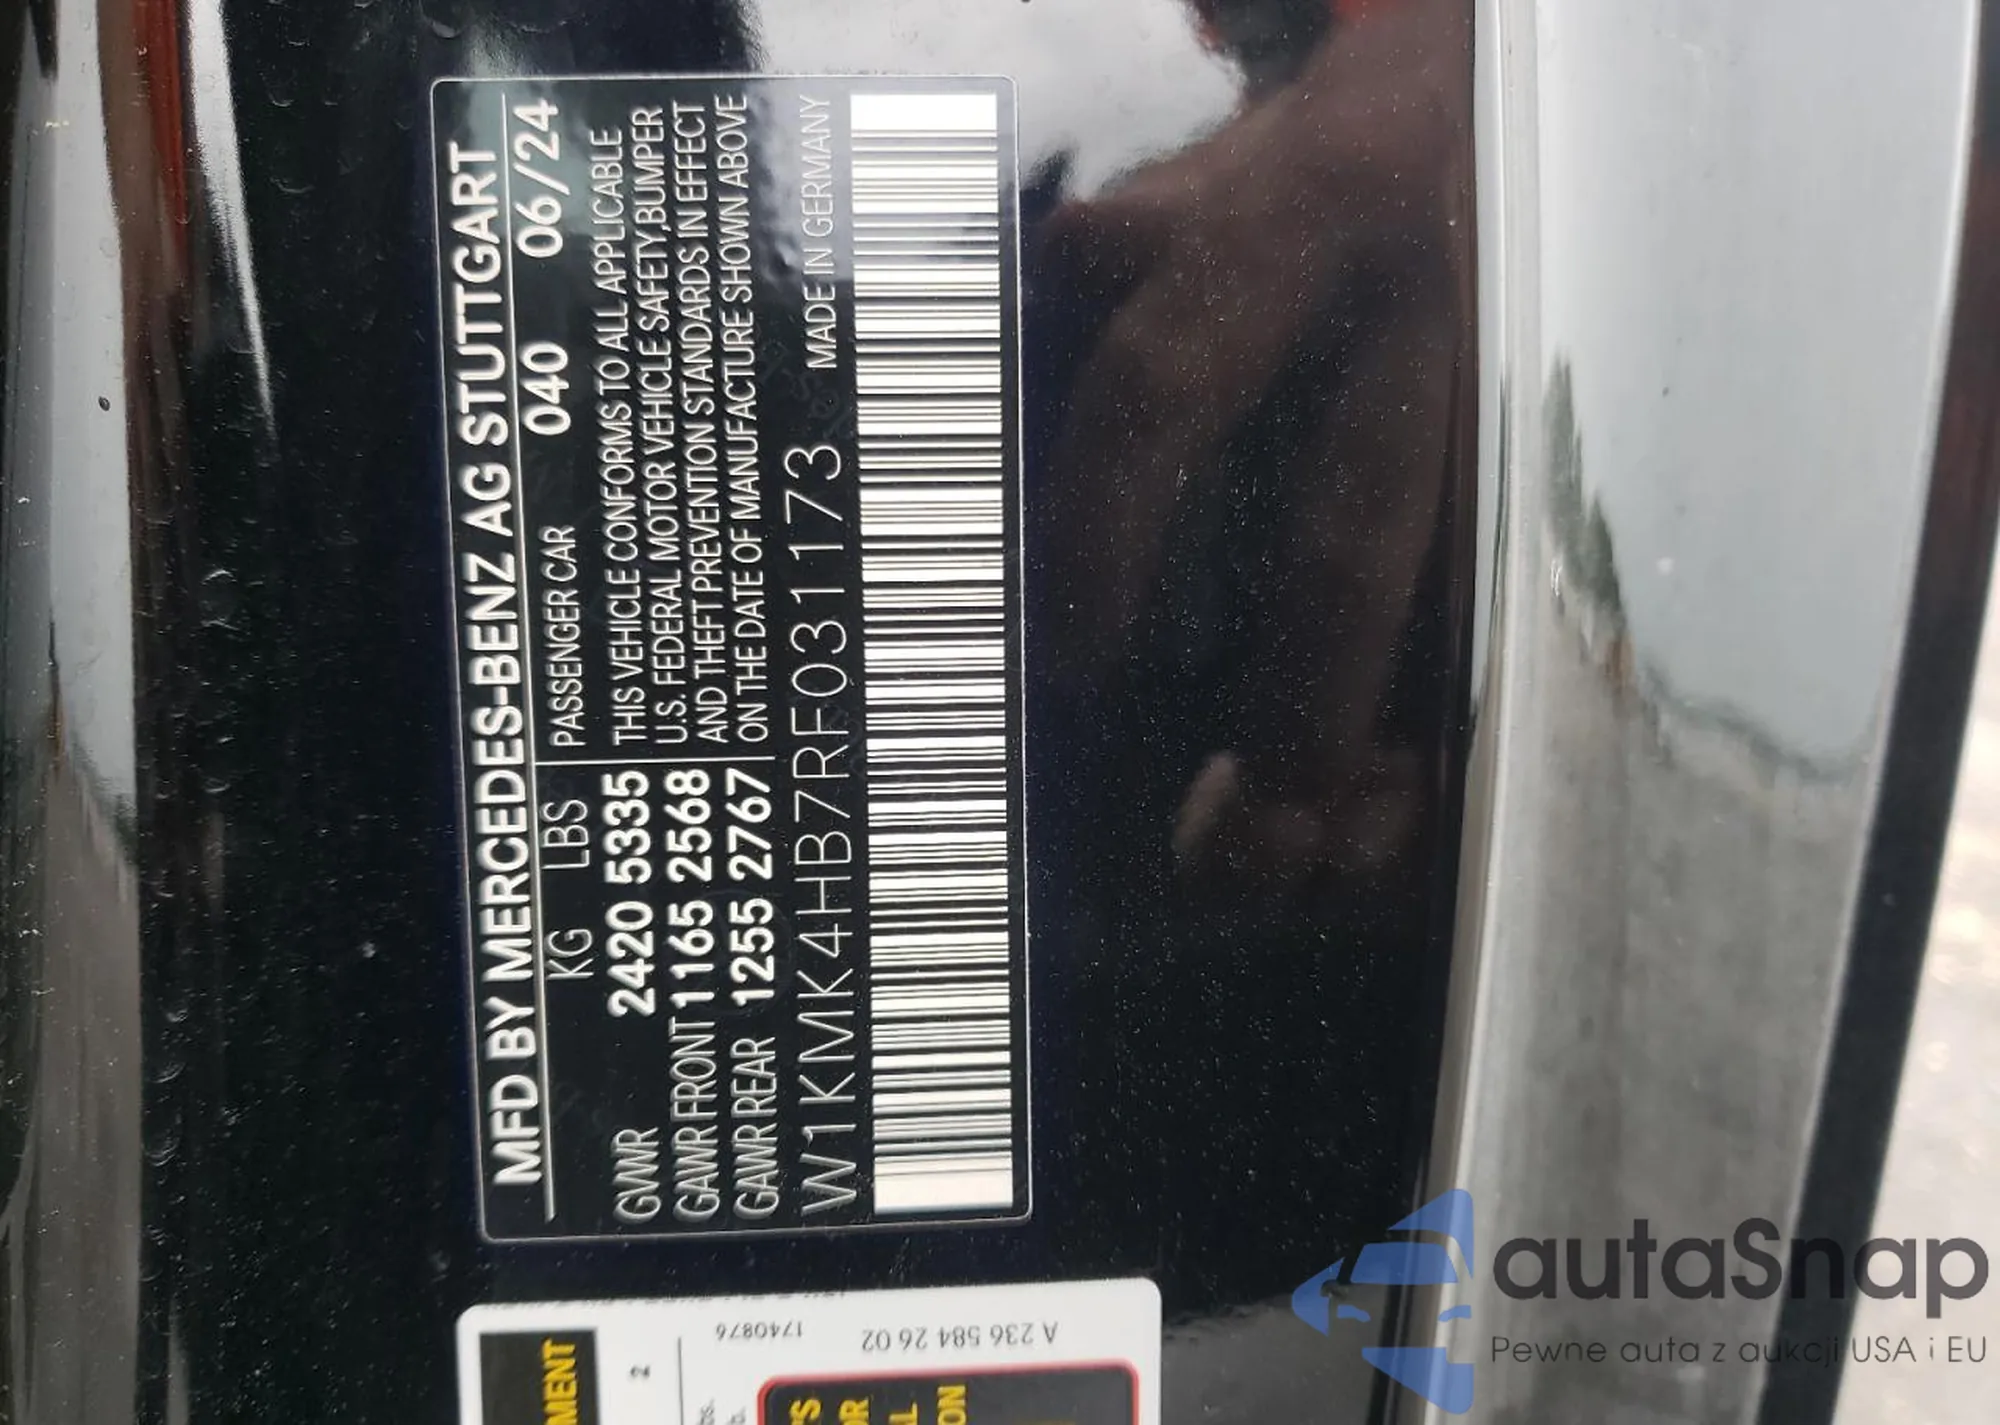 MFD BY MERCEDES-BENZ AG STUTTGART
KG LBS PASSENGER CAR 040 06/24
GVWR 2420 5335
GAWR FRONT 1165 2568
GAWR REAR 1255 2767
THIS VEHICLE CONFORMS TO ALL APPLICABLE
U.S. FEDERAL MOTOR VEHICLE SAFETY,BUMPER
AND THEFT PREVENTION STANDARDS IN EFFECT
ON THE DATE OF MANUFACTURE SHOWN ABOVE
W1KMK4HB7RF031173 MADE IN GERMANY
A 236 584 26 02
1740876
2
MENT
autaSnap
Pewne auta z aukcji USA i EU